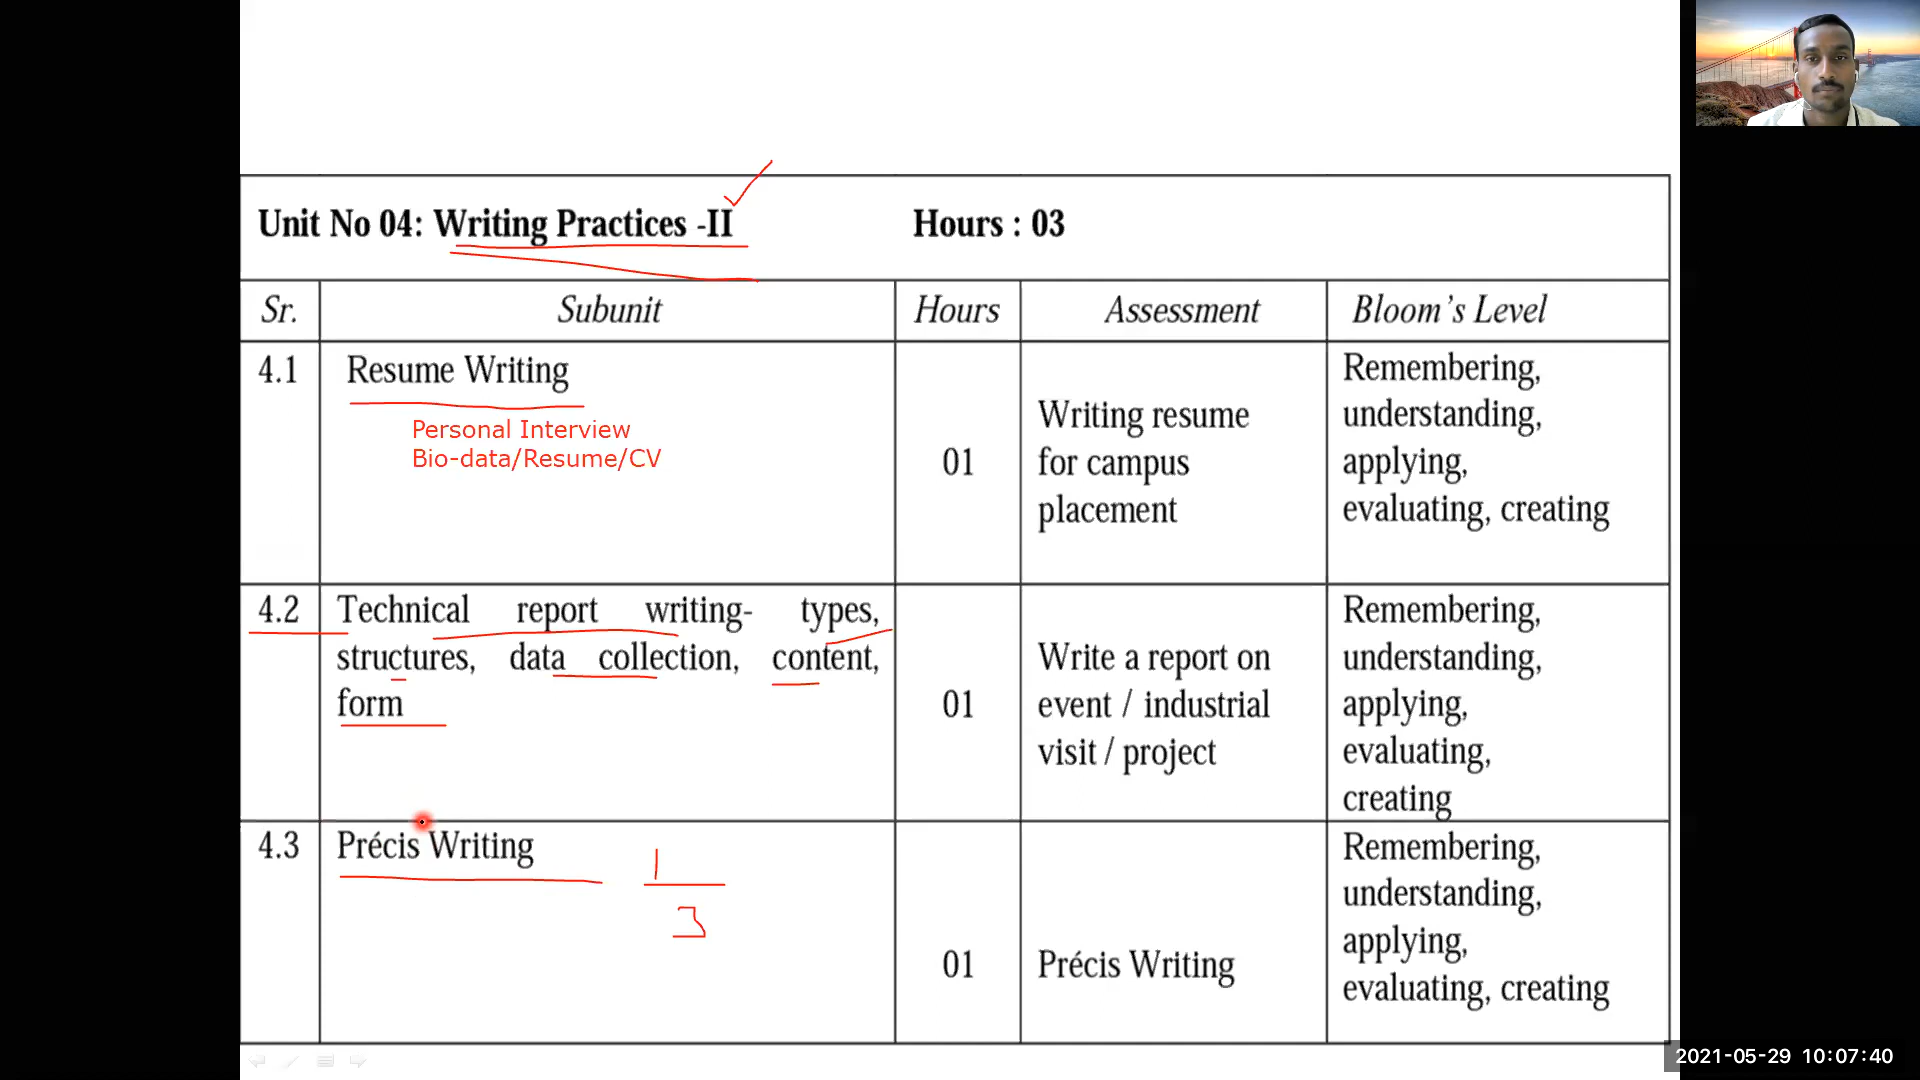 Unit No 04: Writing Practices -II Hours : 03
Sr. Subunit Hours Assessment Bloom's Level
4.1 Resume Writing
Personal Interview
Bio-data/Resume/CV
01
Writing resume
for campus
placement
Remembering,
understanding,
applying,
evaluating, creating
4.2 Technical report writing- types,
structures, data collection, content,
form
01
Write a report on
event / industrial
visit / project
Remembering,
understanding,
applying,
evaluating,
creating
4.3 Précis Writing
1
3
01
Précis Writing
Remembering,
understanding,
applying,
evaluating, creating
2021-05-29 10:07:40